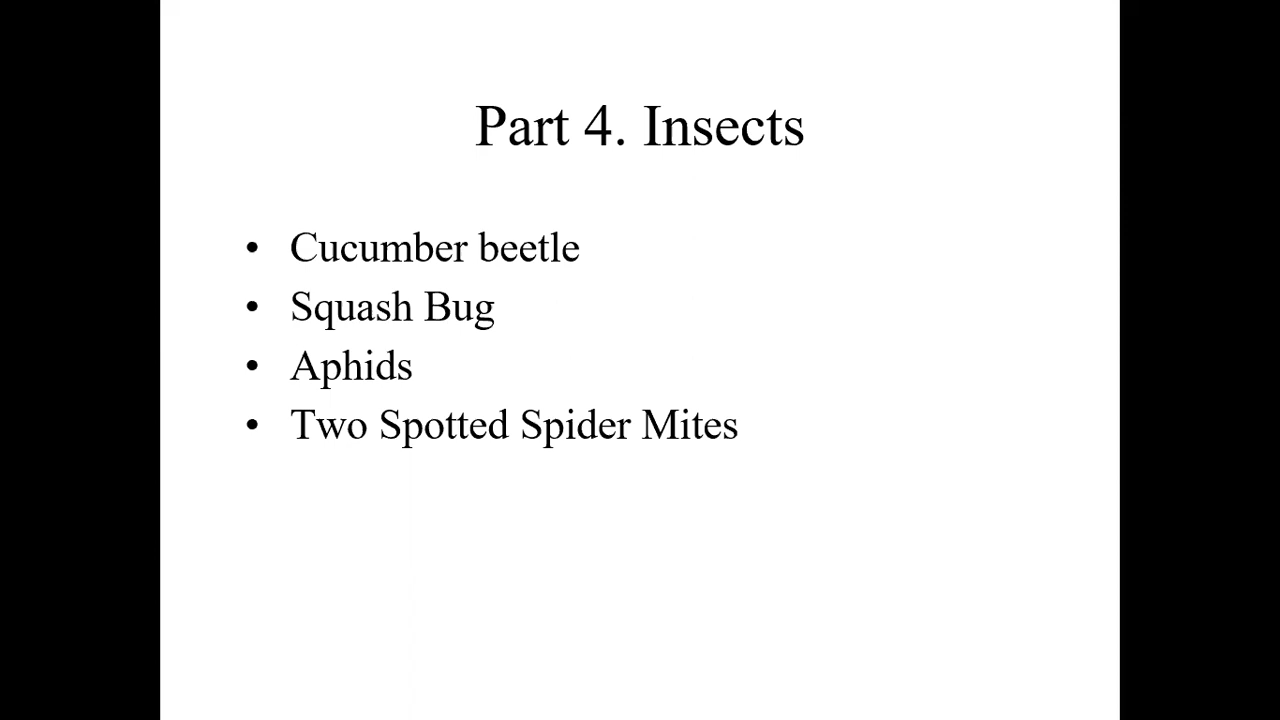 Part 4. Insects
• Cucumber beetle
• Squash Bug
• Aphids
• Two Spotted Spider Mites